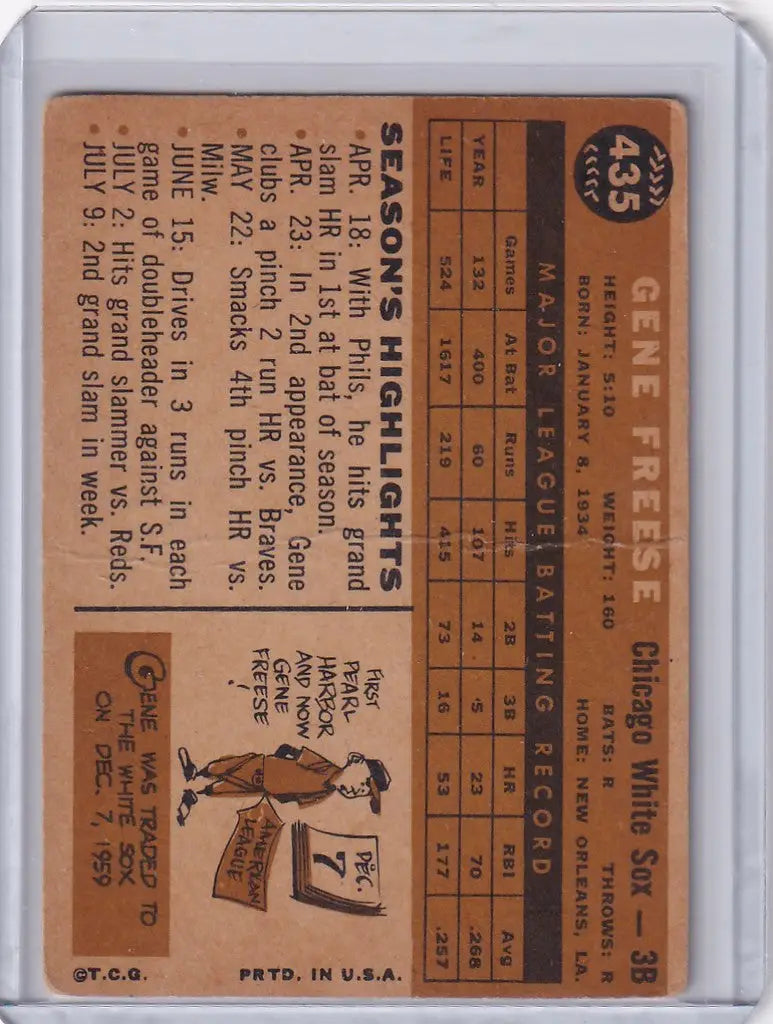 435
GENE FREESE Chicago White Sox — 3B
HEIGHT: 5:10 WEIGHT: 160 BATS: R THROWS: R
BORN: JANUARY 8, 1934 HOME: NEW ORLEANS, LA.
MAJOR LEAGUE BATTING RECORD
Games At Bat Runs Hits 2B 3B HR RBI Avg
YEAR 132 400 60 107 14 5 23 70 .268
LIFE 524 1617 219 415 73 16 53 177 .257
SEASON'S HIGHLIGHTS
• APR. 18: With Phils, he hits grand
slam HR in 1st at bat of season.
• APR. 23: In 2nd appearance, Gene
clubs a pinch 2 run HR vs. Braves.
• MAY 22: Smacks 4th pinch HR vs.
Milw.
• JUNE 15: Drives in 3 runs in each
game of doubleheader against S.F.
• JULY 2: Hits grand slammer vs. Reds.
• JULY 9: 2nd grand slam in week.
FIRST
PEARL
HARBOR
AND NOW
GENE
FREESE!
DEC.
7
AMERICAN
LEAGUE
GENE WAS TRADED TO
THE WHITE SOX
ON DEC. 7, 1959
©T.C.G. PRTD. IN U.S.A.